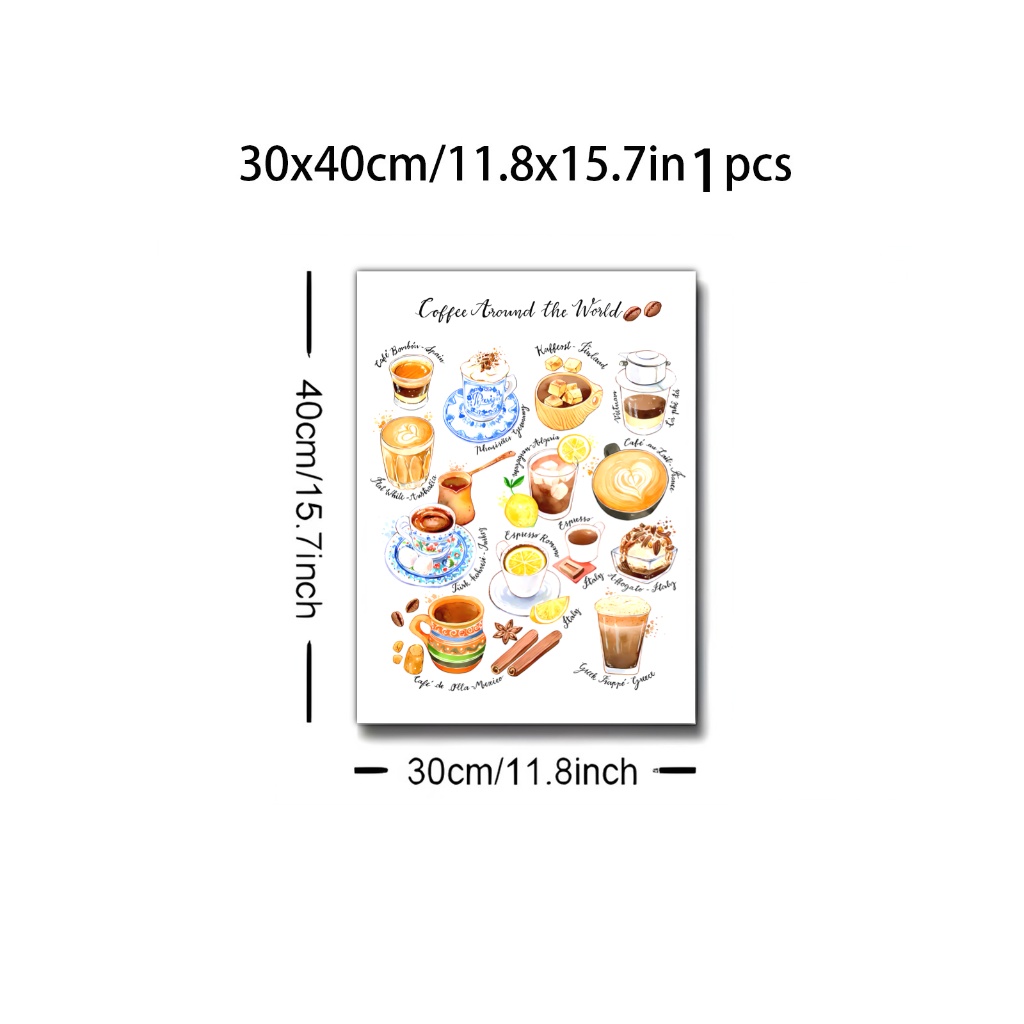 30x40cm/11.8x15.7in 1 pcs
Coffee Around the World
Café Bombón - Spain
Kaffeost - Finland
Vietnam
Cà phê đá
Pharisäer Germany
Flat White - Australia
Mazagran - Algeria
Café au Lait - France
Türk kahvesi - Turkey
Espresso Romano
Italy
Espresso
Italy
Affogato - Italy
Café de Olla - Mexico
Greek Frappé - Greece
40cm/15.7inch
30cm/11.8inch